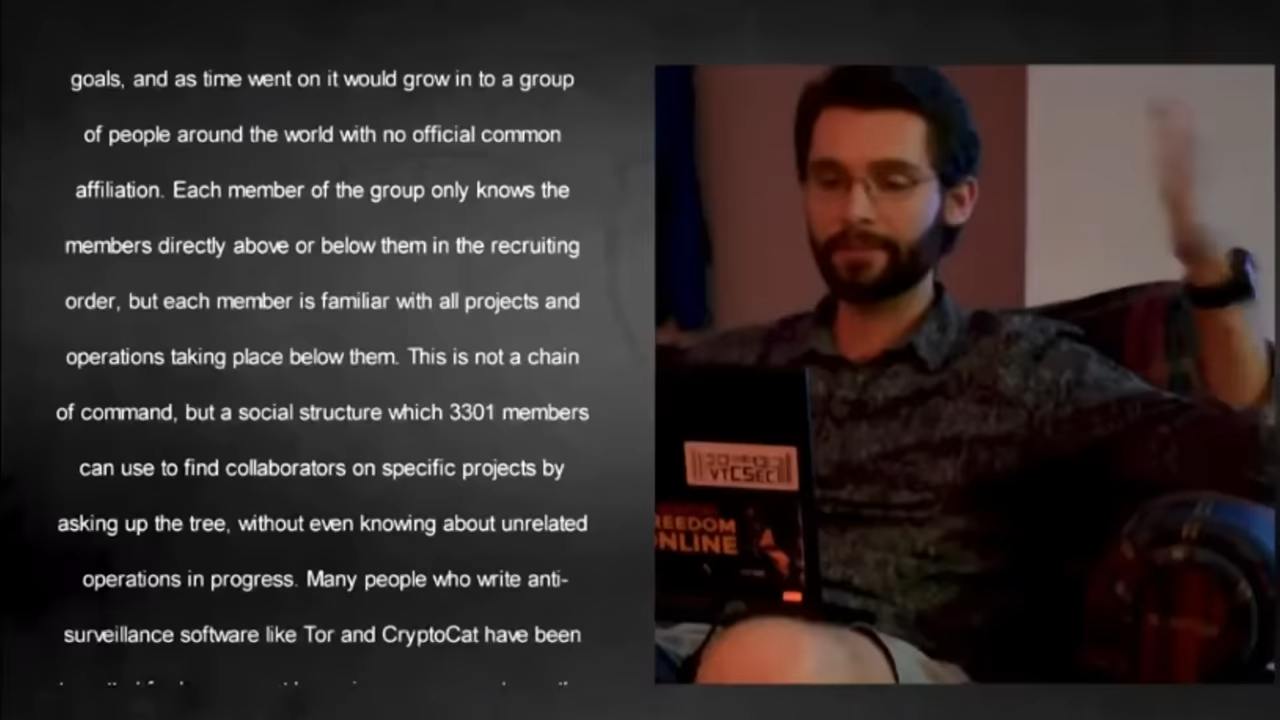 goals, and as time went on it would grow in to a group
of people around the world with no official common
affiliation. Each member of the group only knows the
members directly above or below them in the recruiting
order, but each member is familiar with all projects and
operations taking place below them. This is not a chain
of command, but a social structure which 3301 members
can use to find collaborators on specific projects by
asking up the tree, without even knowing about unrelated
operations in progress. Many people who write anti-
surveillance software like Tor and CryptoCat have been
VTCSEC
REEDOM
ONLINE